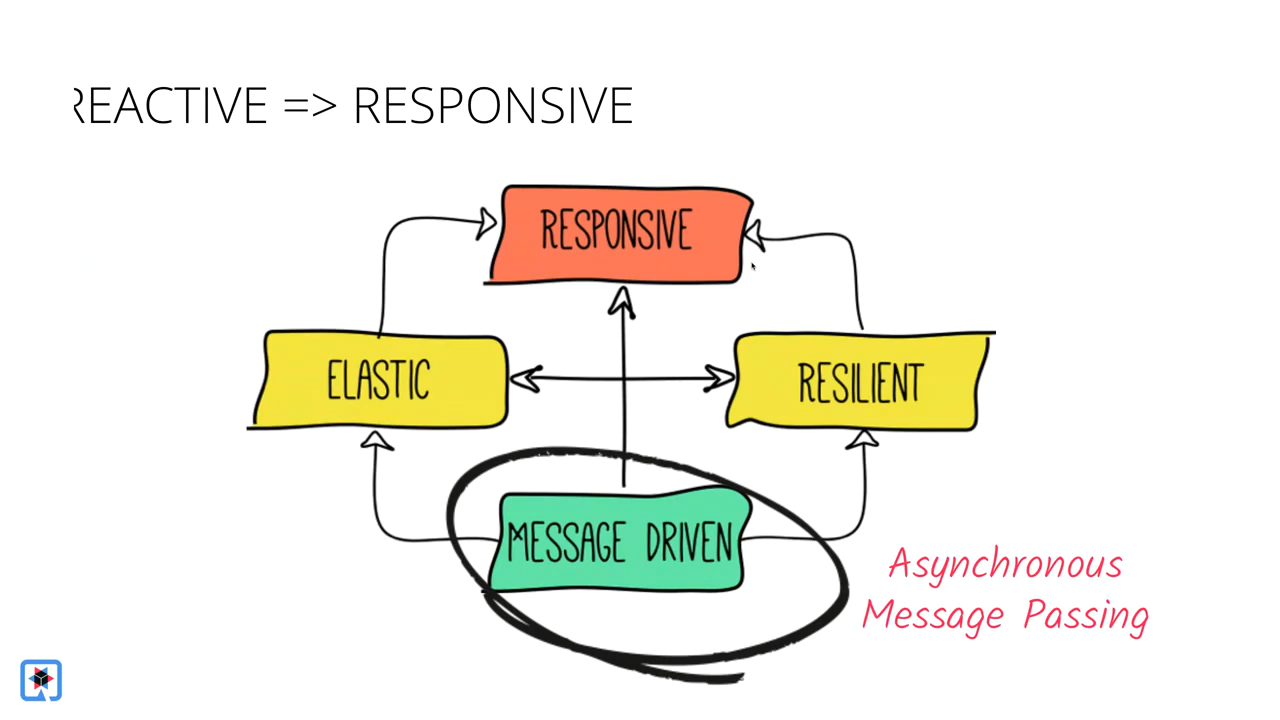 REACTIVE => RESPONSIVE
RESPONSIVE
ELASTIC
RESILIENT
MESSAGE DRIVEN
Asynchronous
Message Passing